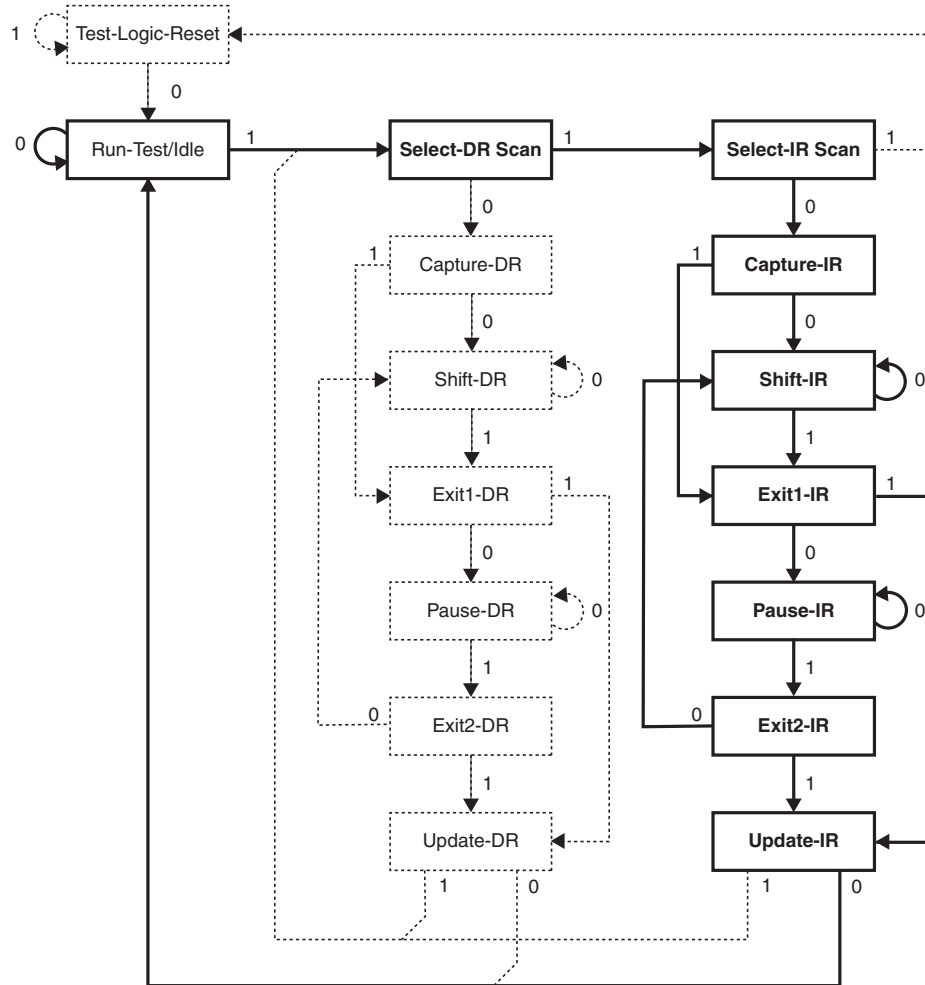 1
Test-Logic-Reset
0
0
Run-Test/Idle
1
Select-DR Scan
1
Select-IR Scan
1
0
0
1
Capture-DR
1
Capture-IR
0
0
Shift-DR
0
Shift-IR
0
1
1
Exit1-DR
1
Exit1-IR
1
0
0
Pause-DR
0
Pause-IR
0
1
1
0
Exit2-DR
0
Exit2-IR
1
1
Update-DR
Update-IR
1
0
1
0